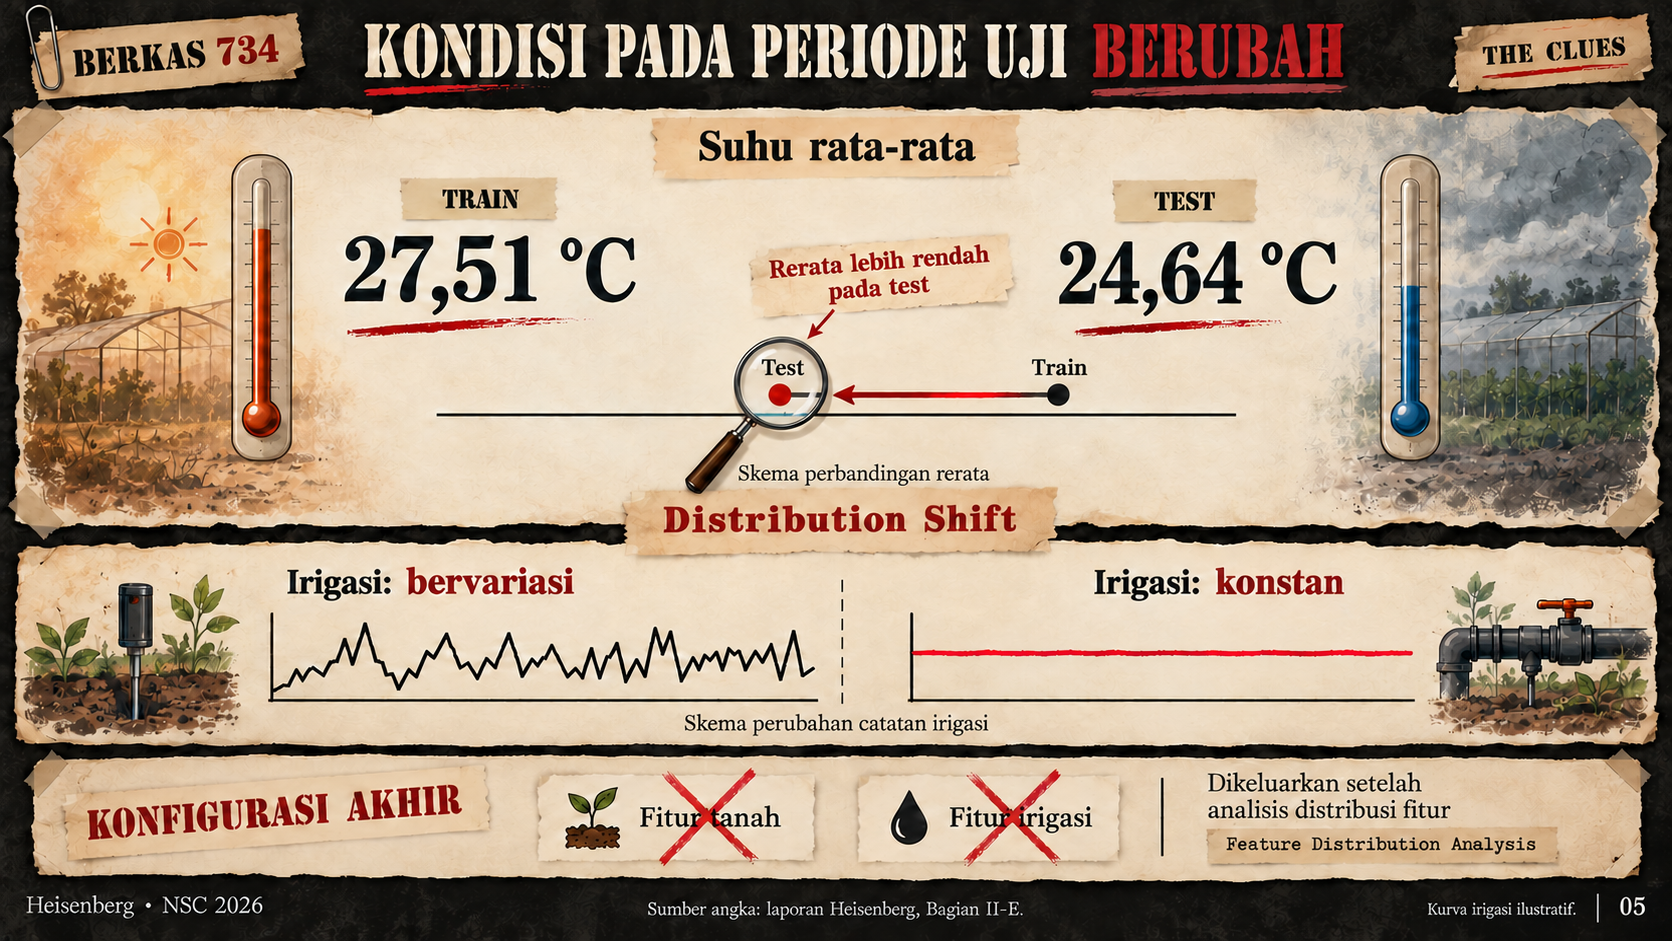 BERKAS 734
KONDISI PADA PERIODE UJI BERUBAH
THE CLUES
Suhu rata-rata
TRAIN
27,51 °C
TEST
24,64 °C
Rerata lebih rendah
pada test
Test
Train
Skema perbandingan rerata
Distribution Shift
Irigasi: bervariasi
Irigasi: konstan
Skema perubahan catatan irigasi
KONFIGURASI AKHIR
Fitur tanah
Fitur irigasi
Dikeluarkan setelah
analisis distribusi fitur
Feature Distribution Analysis
Heisenberg • NSC 2026
Sumber angka: laporan Heisenberg, Bagian II-E.
Kurva irigasi ilustratif.
05